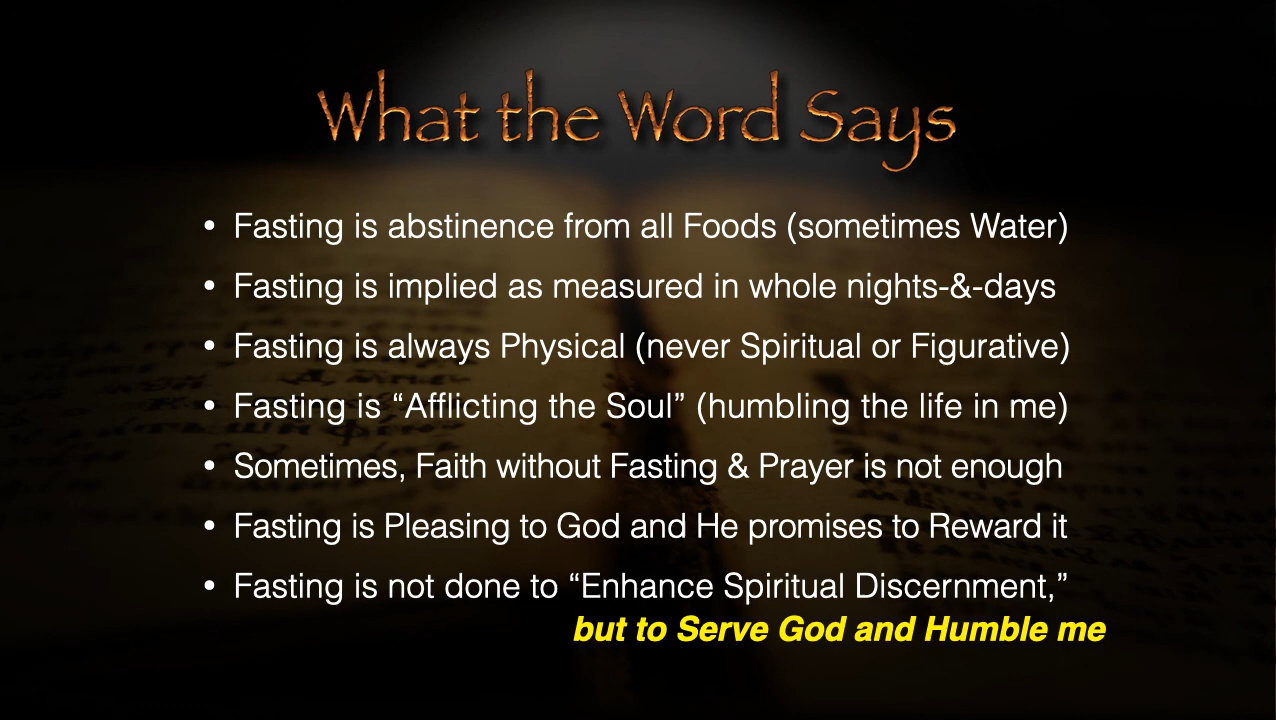 What the Word Says
• Fasting is abstinence from all Foods (sometimes Water)
• Fasting is implied as measured in whole nights-&-days
• Fasting is always Physical (never Spiritual or Figurative)
• Fasting is “Afflicting the Soul” (humbling the life in me)
• Sometimes, Faith without Fasting & Prayer is not enough
• Fasting is Pleasing to God and He promises to Reward it
• Fasting is not done to “Enhance Spiritual Discernment,”
but to Serve God and Humble me